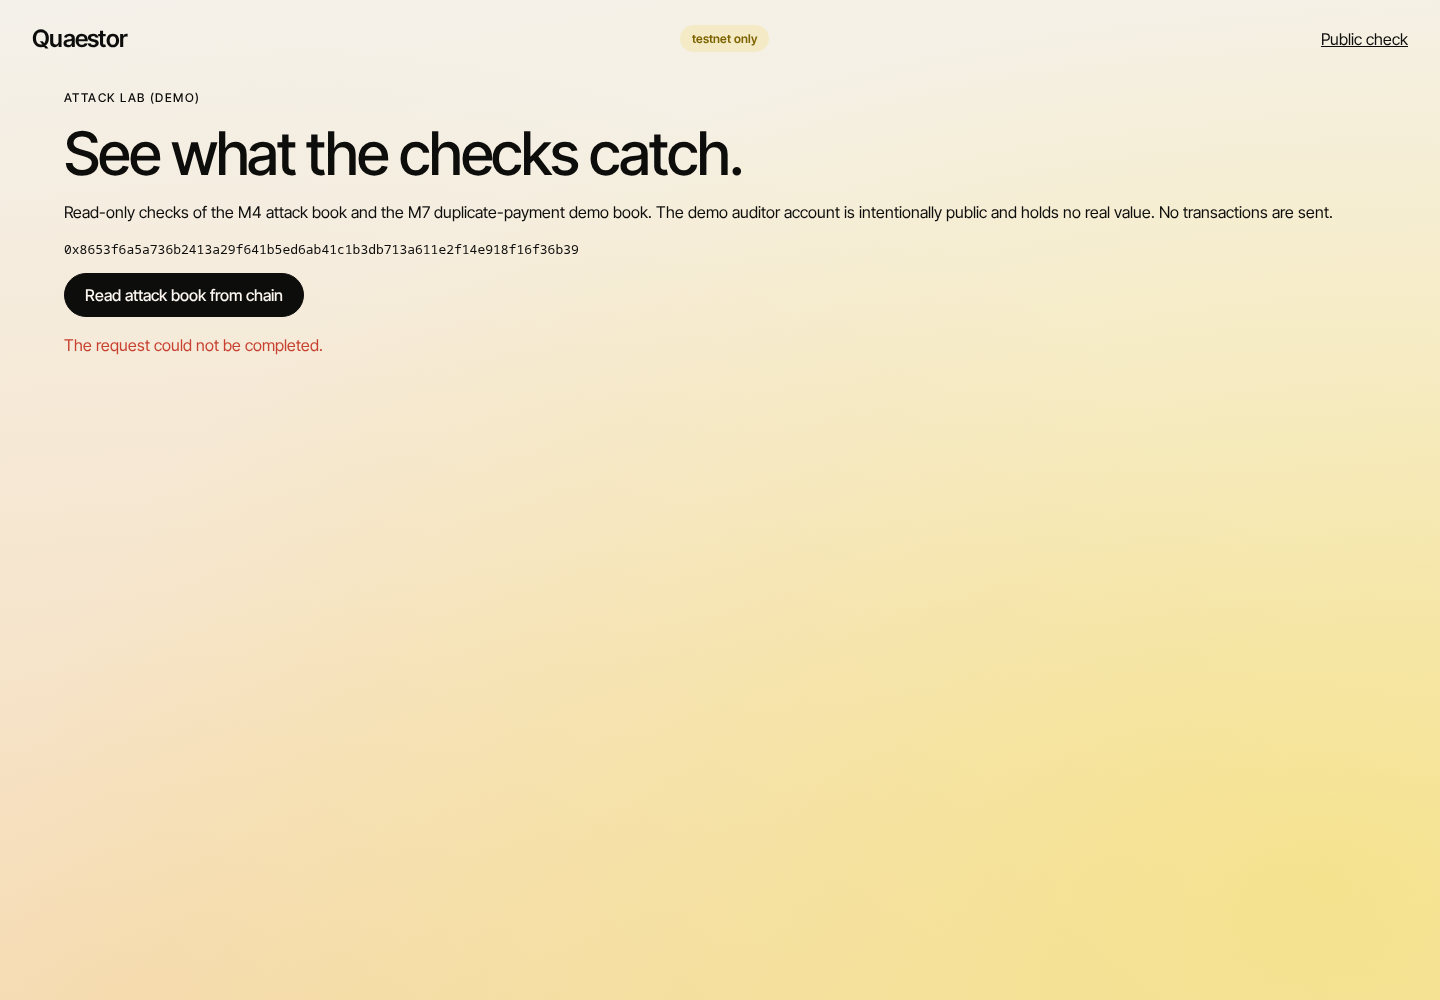 Quaestor
testnet only
Public check
ATTACK LAB (DEMO)
See what the checks catch.
Read-only checks of the M4 attack book and the M7 duplicate-payment demo book. The demo auditor account is intentionally public and holds no real value. No transactions are sent.
0x8653f6a5a736b2413a29f641b5ed6ab41c1b3db713a611e2f14e918f16f36b39
Read attack book from chain
The request could not be completed.